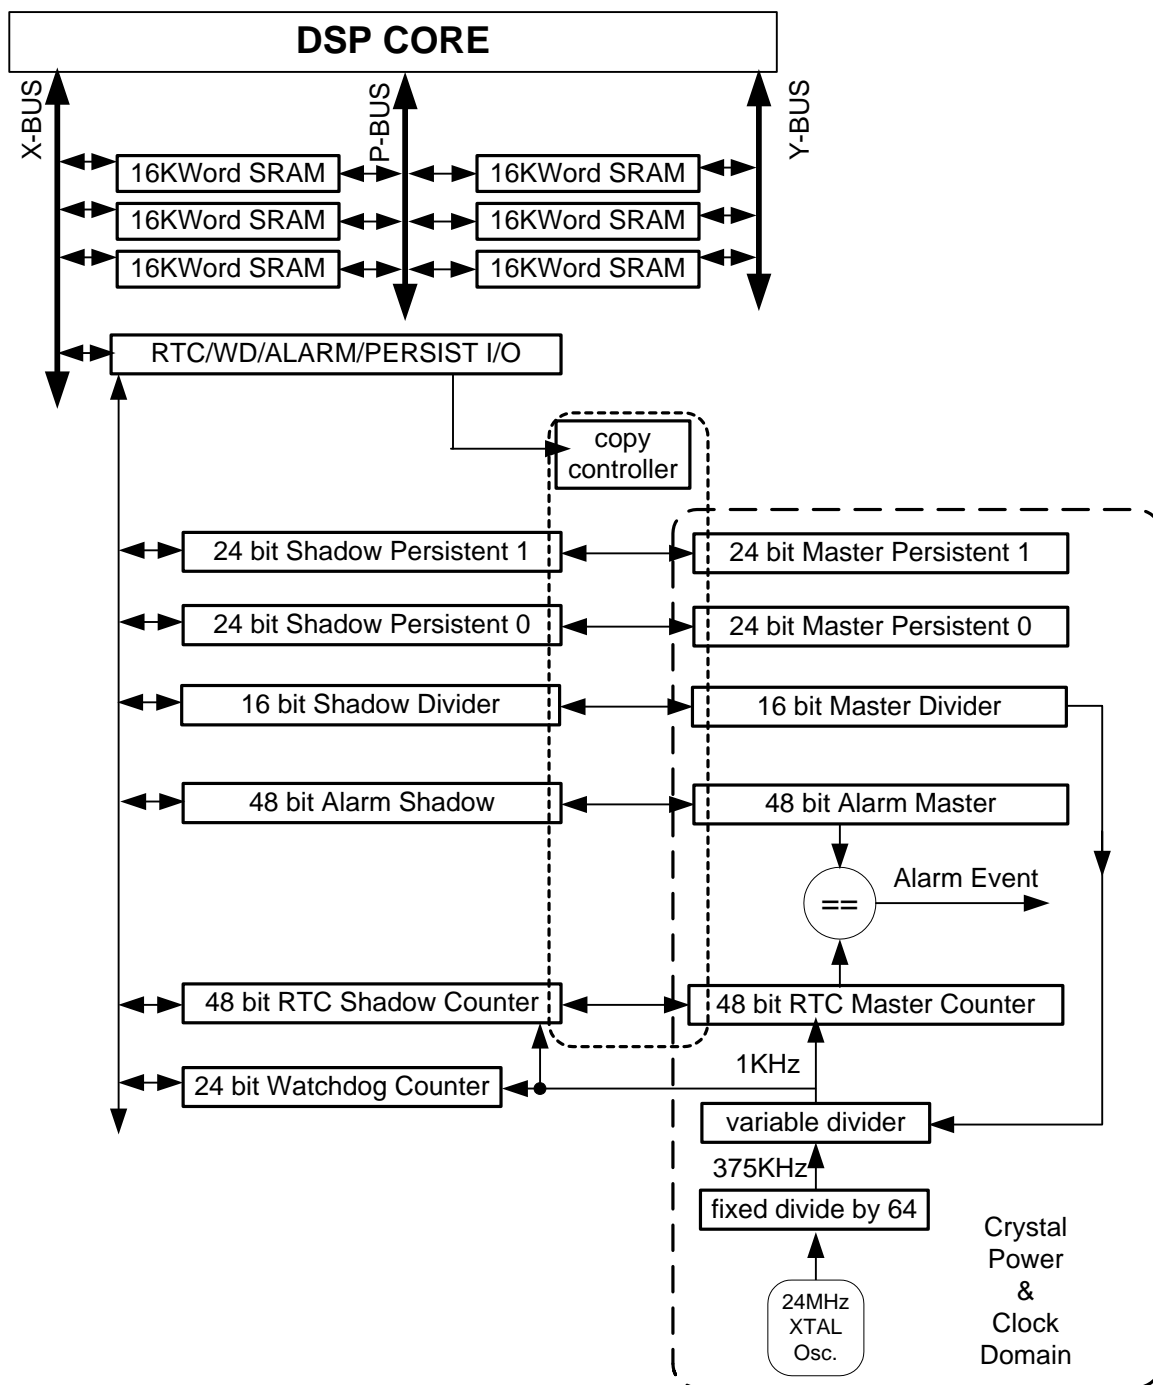 DSP CORE
X-BUS
P-BUS
Y-BUS
16KWord SRAM
16KWord SRAM
16KWord SRAM
16KWord SRAM
16KWord SRAM
16KWord SRAM
RTC/WD/ALARM/PERSIST I/O
copy
controller
24 bit Shadow Persistent 1
24 bit Master Persistent 1
24 bit Shadow Persistent 0
24 bit Master Persistent 0
16 bit Shadow Divider
16 bit Master Divider
48 bit Alarm Shadow
48 bit Alarm Master
Alarm Event
==
48 bit RTC Shadow Counter
48 bit RTC Master Counter
1KHz
24 bit Watchdog Counter
variable divider
375KHz
fixed divide by 64
24MHz
XTAL
Osc.
Crystal
Power
&
Clock
Domain